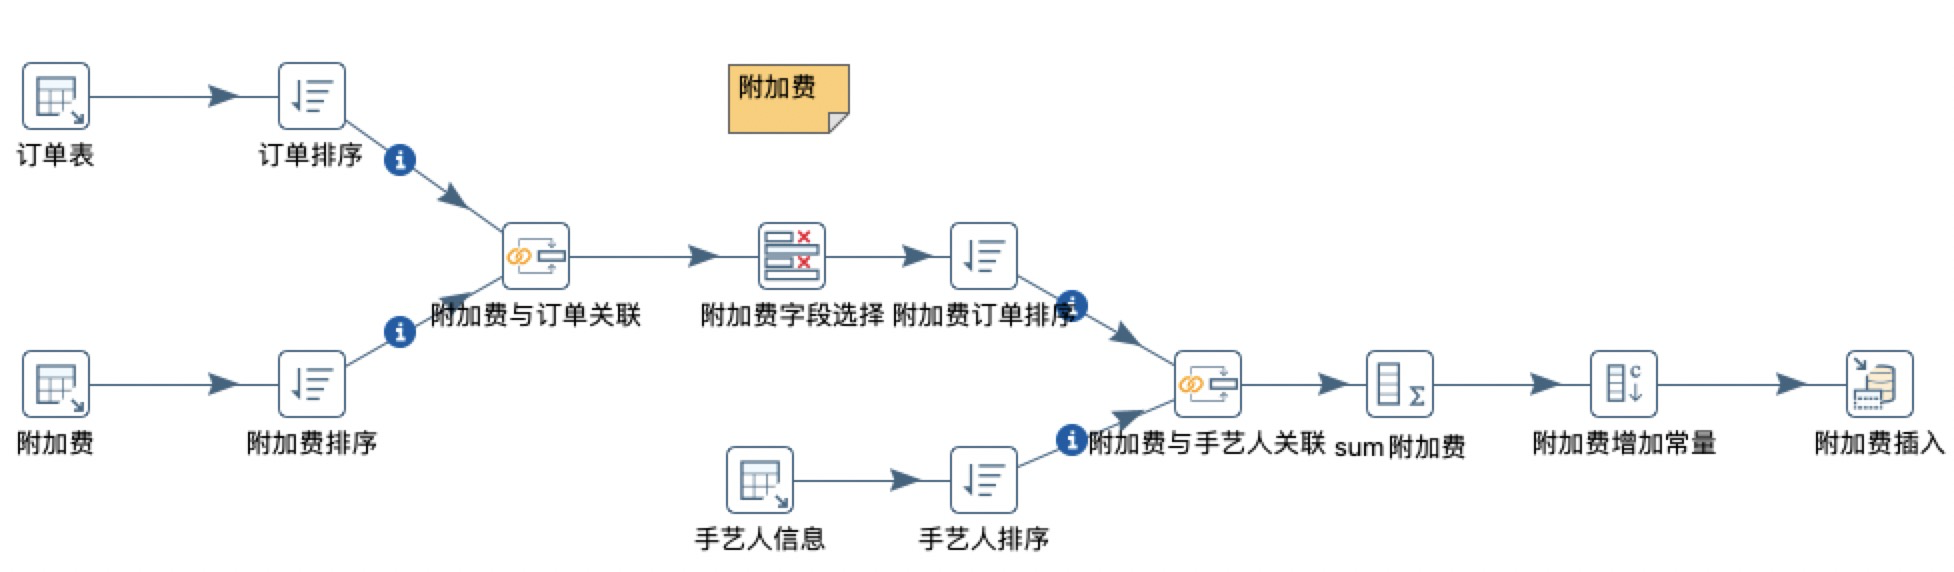 附加费
订单表
订单排序
附加费与订单关联
附加费字段选择
附加费订单排序
附加费
附加费排序
附加费与手艺人关联
sum附加费
附加费增加常量
附加费插入
手艺人信息
手艺人排序